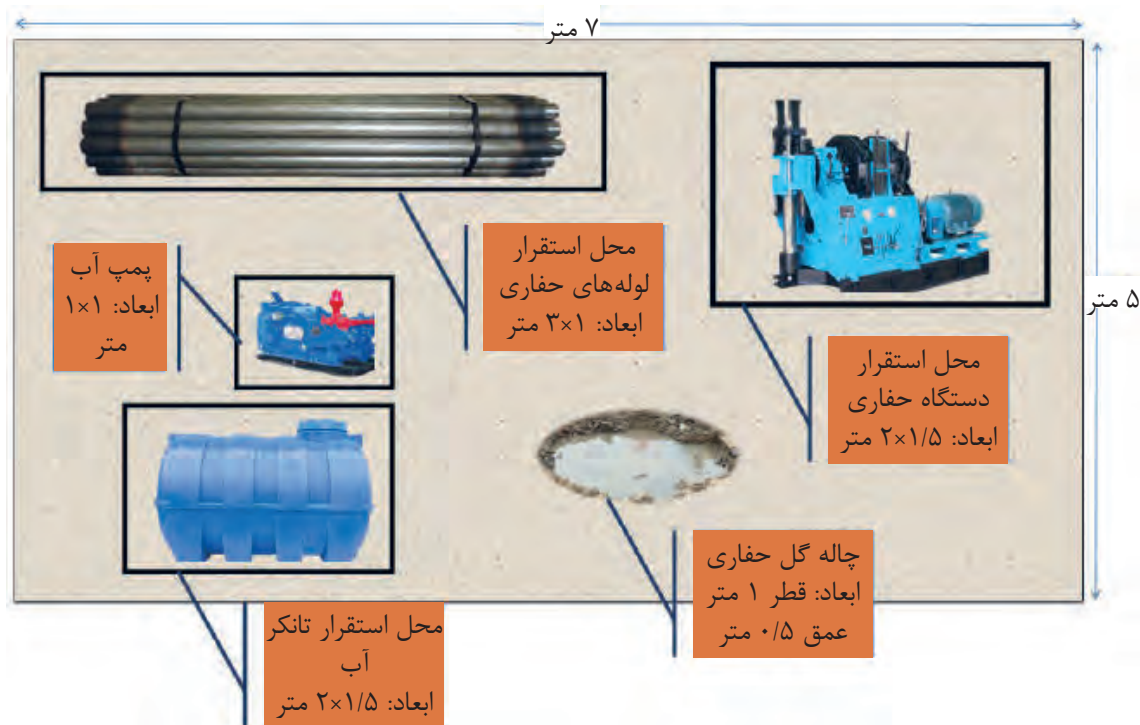 ۷ متر
۵ متر
محل استقرار
لوله‌های حفاری
ابعاد: ۱×۳ متر
پمپ آب
ابعاد: ۱×۱
متر
محل استقرار
دستگاه حفاری
ابعاد: ۱/۵×۲ متر
چاله گل حفاری
ابعاد: قطر ۱ متر
عمق ۰/۵ متر
محل استقرار تانکر
آب
ابعاد: ۱/۵×۲ متر